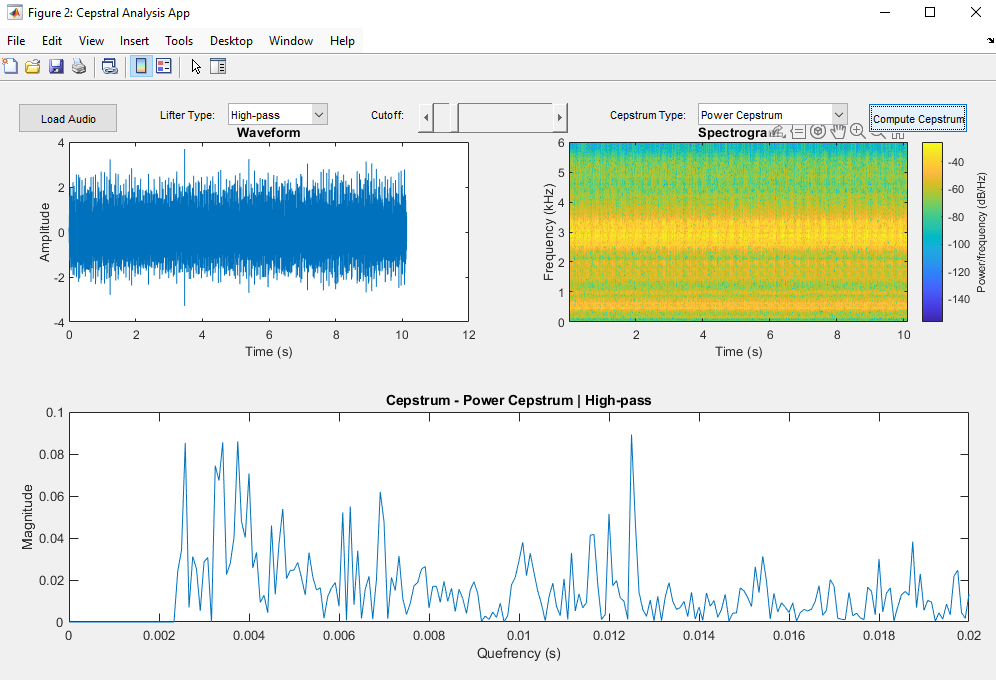 Figure 2: Cepstral Analysis App
File Edit View Insert Tools Desktop Window Help
Load Audio
Lifter Type:
High-pass
Cutoff:
Cepstrum Type:
Power Cepstrum
Compute Cepstrum
Waveform
4
2
0
-2
-4
Amplitude
0 2 4 6 8 10 12
Time (s)
Spectrogra
6
5
4
3
2
1
0
Frequency (kHz)
2 4 6 8 10
Time (s)
-40
-60
-80
-100
-120
-140
Power/frequency (dB/Hz)
Cepstrum - Power Cepstrum | High-pass
0.1
0.08
0.06
0.04
0.02
0
Magnitude
0 0.002 0.004 0.006 0.008 0.01 0.012 0.014 0.016 0.018 0.02
Quefrency (s)